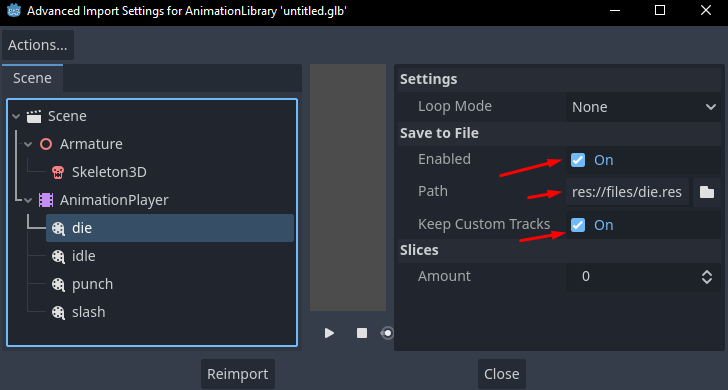 Advanced Import Settings for AnimationLibrary 'untitled.glb'
Actions...
Scene
Scene
Armature
Skeleton3D
AnimationPlayer
die
idle
punch
slash
Settings
Loop Mode None
Save to File
Enabled On
Path res://files/die.res
Keep Custom Tracks On
Slices
Amount 0
Reimport Close